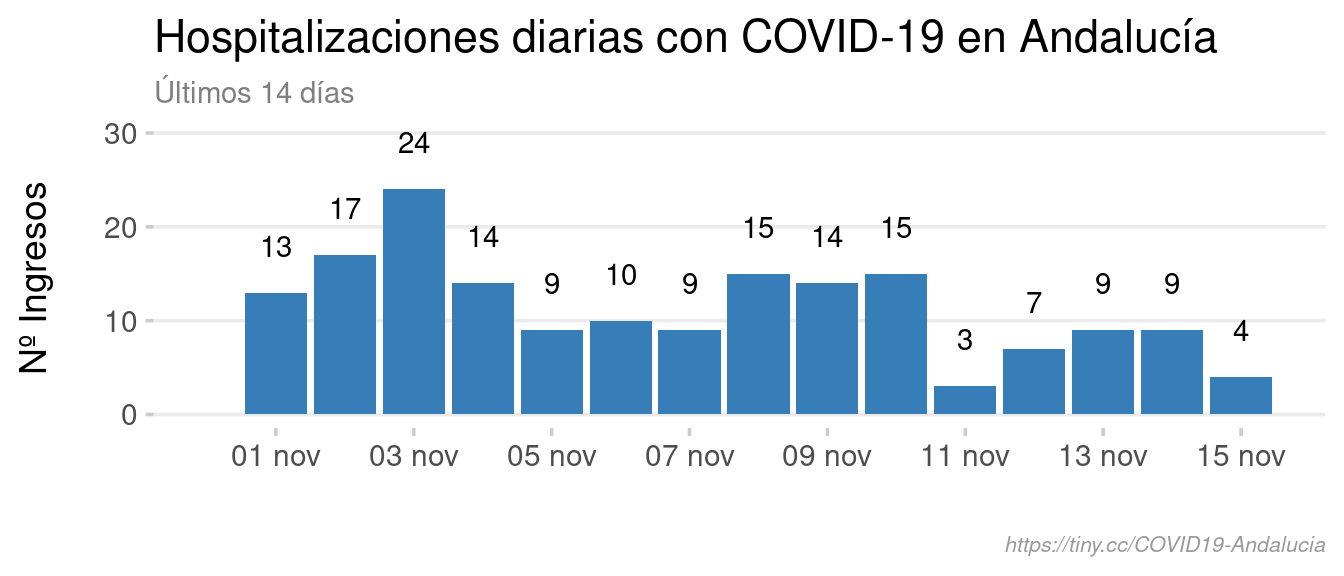 Hospitalizaciones diarias con COVID-19 en Andalucía
Últimos 14 días
Nº Ingresos
30
20
10
0
13
17
24
14
9
10
9
15
14
15
3
7
9
9
4
01 nov
03 nov
05 nov
07 nov
09 nov
11 nov
13 nov
15 nov
https://tiny.cc/COVID19-Andalucia